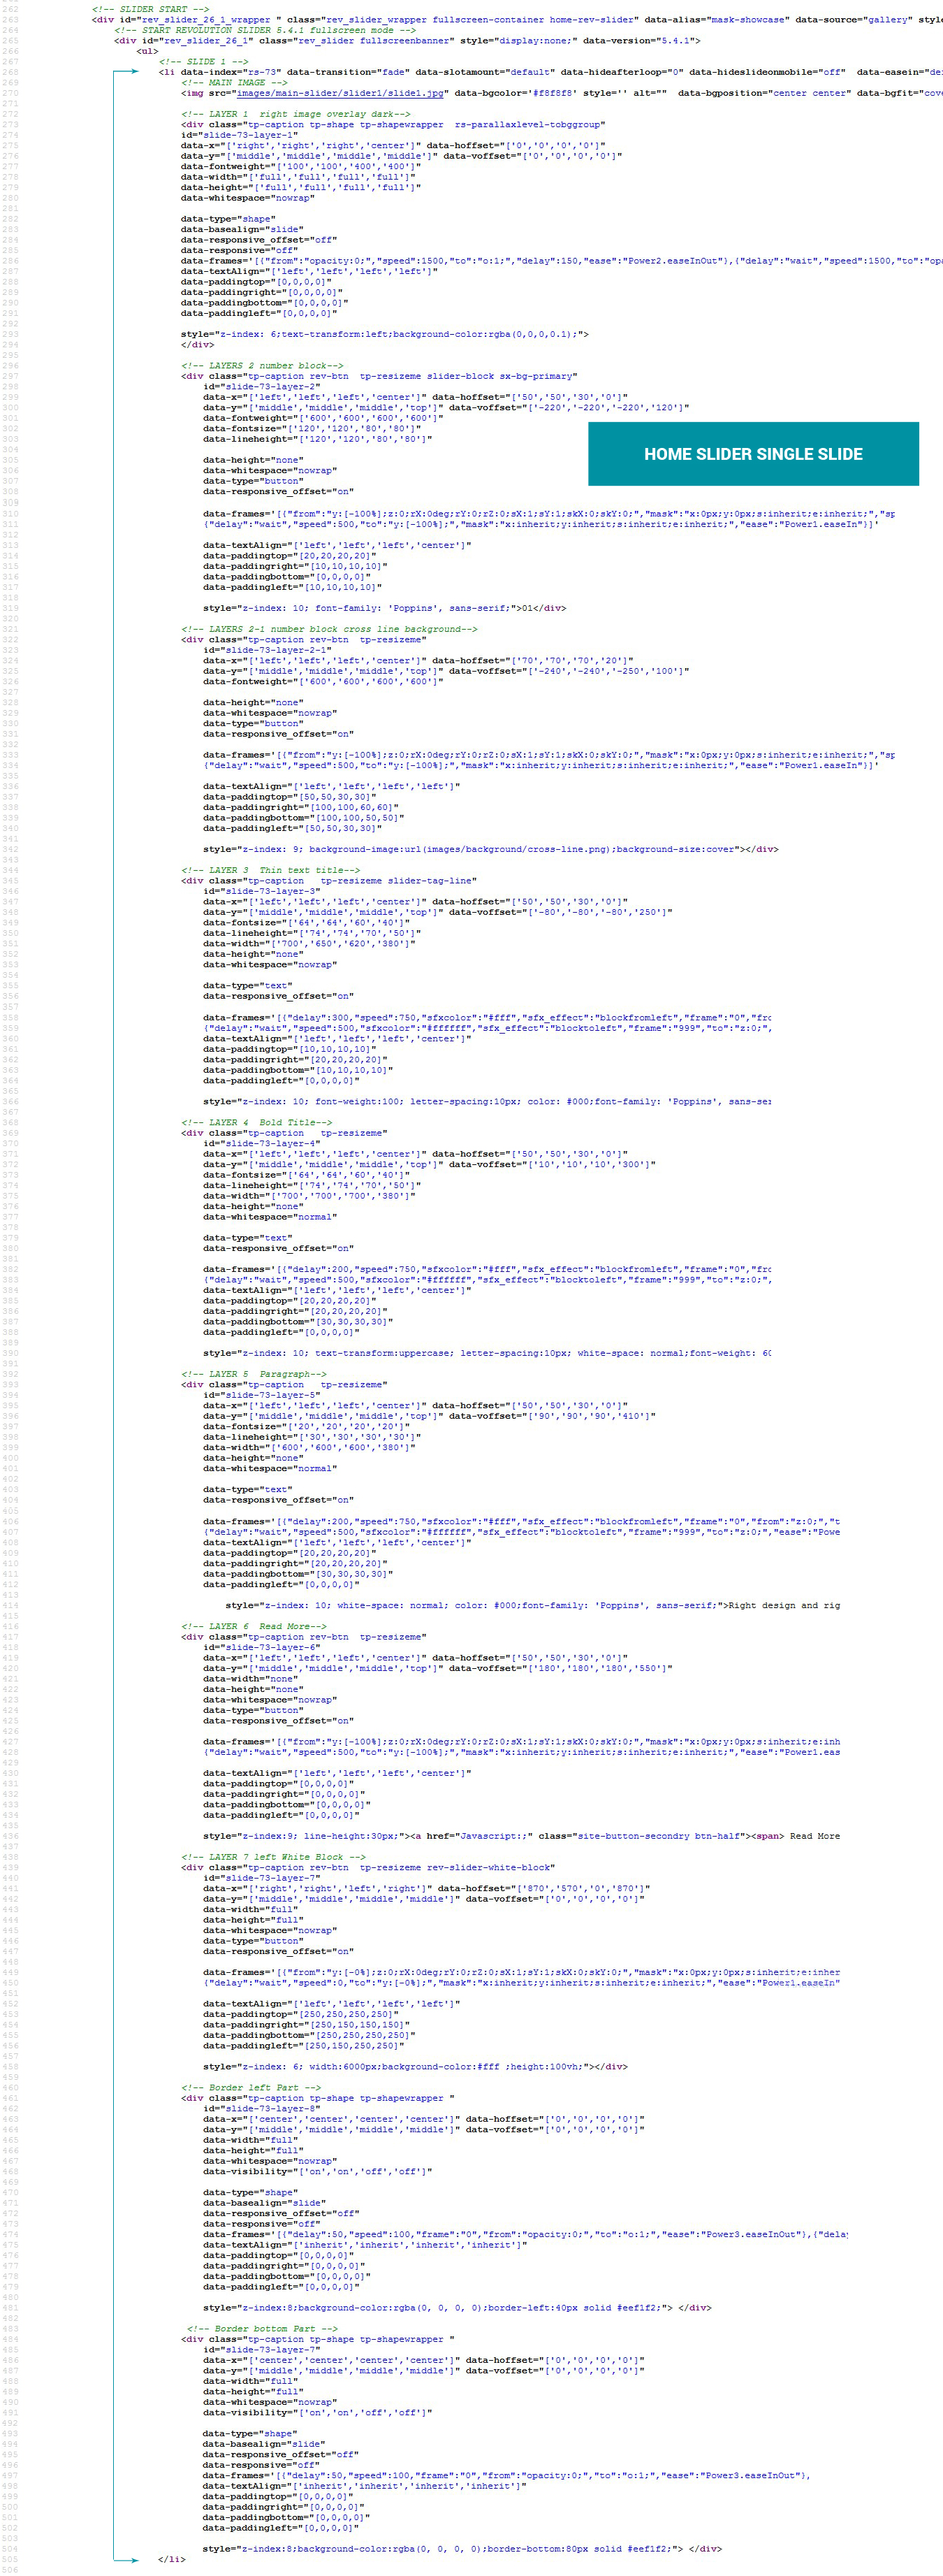 262 <!-- SLIDER START -->
263 <div id="rev_slider_26_1_wrapper " class="rev_slider_wrapper fullscreen-container home-rev-slider" data-alias="mask-showcase" data-source="gallery" style
264 <!-- START REVOLUTION SLIDER 5.4.1 fullscreen mode -->
265 <div id="rev_slider_26_1" class="rev_slider fullscreenbanner" style="display:none;" data-version="5.4.1">
266 <ul>
267 <!-- SLIDE 1 -->
268 <li data-index="rs-73" data-transition="fade" data-slotamount="default" data-hideafterloop="0" data-hideslideonmobile="off"  data-easein="de
269 <!-- MAIN IMAGE -->
270 <img src="images/main-slider/slider1/slide1.jpg" data-bgcolor='#f8f8f8' style='' alt=""  data-bgposition="center center" data-bgfit="cov
271
272 <!-- LAYER 1  right image overlay dark-->
273 <div class="tp-caption tp-shape tp-shapewrapper  rs-parallaxlevel-tobggroup"
274 id="slide-73-layer-1"
275 data-x="['right','right','right','center']" data-hoffset="['0','0','0','0']"
276 data-y="['middle','middle','middle','middle']" data-voffset="['0','0','0','0']"
277 data-fontweight="['100','100','400','400']"
278 data-width="['full','full','full','full']"
279 data-height="['full','full','full','full']"
280 data-whitespace="nowrap"
281
282 data-type="shape"
283 data-basealign="slide"
284 data-responsive_offset="off"
285 data-responsive="off"
286 data-frames='[{"from":"opacity:0;","speed":1500,"to":"o:1;","delay":150,"ease":"Power2.easeInOut"},{"delay":"wait","speed":1500,"to":"opa
287 data-textAlign="['left','left','left','left']"
288 data-paddingtop="[0,0,0,0]"
289 data-paddingright="[0,0,0,0]"
290 data-paddingbottom="[0,0,0,0]"
291 data-paddingleft="[0,0,0,0]"
292
293 style="z-index: 6;text-transform:left;background-color:rgba(0,0,0,0.1);">
294 </div>
295
296 <!-- LAYERS 2 number block-->
297 <div class="tp-caption rev-btn  tp-resizeme slider-block sx-bg-primary"
298 id="slide-73-layer-2"
299 data-x="['left','left','left','center']" data-hoffset="['50','50','30','0']"
300 data-y="['middle','middle','middle','top']" data-voffset="['-220','-220','-220','120']"
301 data-fontweight="['600','600','600','600']"
302 data-fontsize="['120','120','80','80']"
303 data-lineheight="['120','120','80','80']"
304
HOME SLIDER SINGLE SLIDE
305 data-height="none"
306 data-whitespace="nowrap"
307 data-type="button"
308 data-responsive_offset="on"
309
310 data-frames='[{"from":"y:[-100%];z:0;rX:0deg;rY:0;rZ:0;sX:1;sY:1;skX:0;skY:0;","mask":"x:0px;y:0px;s:inherit;e:inherit;","sp
311 {"delay":"wait","speed":500,"to":"y:[-100%];","mask":"x:inherit;y:inherit;s:inherit;e:inherit;","ease":"Power1.easeIn"}]'
312
313 data-textAlign="['left','left','left','center']"
314 data-paddingtop="[20,20,20,20]"
315 data-paddingright="[10,10,10,10]"
316 data-paddingbottom="[0,0,0,0]"
317 data-paddingleft="[10,10,10,10]"
318
319 style="z-index: 10; font-family: 'Poppins', sans-serif;">01</div>
320
321 <!-- LAYERS 2-1 number block cross line background-->
322 <div class="tp-caption rev-btn  tp-resizeme"
323 id="slide-73-layer-2-1"
324 data-x="['left','left','left','center']" data-hoffset="['70','70','70','20']"
325 data-y="['middle','middle','middle','top']" data-voffset="['-240','-240','-250','100']"
326 data-fontweight="['600','600','600','600']"
327
328 data-height="none"
329 data-whitespace="nowrap"
330 data-type="button"
331 data-responsive_offset="on"
332
333 data-frames='[{"from":"y:[-100%];z:0;rX:0deg;rY:0;rZ:0;sX:1;sY:1;skX:0;skY:0;","mask":"x:0px;y:0px;s:inherit;e:inherit;","sp
334 {"delay":"wait","speed":500,"to":"y:[-100%];","mask":"x:inherit;y:inherit;s:inherit;e:inherit;","ease":"Power1.easeIn"}]'
335
336 data-textAlign="['left','left','left','left']"
337 data-paddingtop="[50,50,30,30]"
338 data-paddingright="[100,100,60,60]"
339 data-paddingbottom="[100,100,50,50]"
340 data-paddingleft="[50,50,30,30]"
341
342 style="z-index: 9; background-image:url(images/background/cross-line.png);background-size:cover"></div>
343
344 <!-- LAYER 3  Thin text title-->
345 <div class="tp-caption   tp-resizeme slider-tag-line"
346 id="slide-73-layer-3"
347 data-x="['left','left','left','center']" data-hoffset="['50','50','30','0']"
348 data-y="['middle','middle','middle','top']" data-voffset="['-80','-80','-80','250']"
349 data-fontsize="['64','64','60','40']"
350 data-lineheight="['74','74','70','50']"
351 data-width="['700','650','620','380']"
352 data-height="none"
353 data-whitespace="nowrap"
354
355 data-type="text"
356 data-responsive_offset="on"
357
358 data-frames='[{"delay":300,"speed":750,"sfxcolor":"#fff","sfx_effect":"blockfromleft","frame":"0","frc
359 {"delay":"wait","speed":500,"sfxcolor":"#ffffff","sfx_effect":"blocktoleft","frame":"999","to":"z:0;",
360 data-textAlign="['left','left','left','center']"
361 data-paddingtop="[10,10,10,10]"
362 data-paddingright="[20,20,20,20]"
363 data-paddingbottom="[10,10,10,10]"
364 data-paddingleft="[0,0,0,0]"
365
366 style="z-index: 10; font-weight:100; letter-spacing:10px; color: #000;font-family: 'Poppins', sans-ser
367
368 <!-- LAYER 4  Bold Title-->
369 <div class="tp-caption   tp-resizeme"
370 id="slide-73-layer-4"
371 data-x="['left','left','left','center']" data-hoffset="['50','50','30','0']"
372 data-y="['middle','middle','middle','top']" data-voffset="['10','10','10','300']"
373 data-fontsize="['64','64','60','40']"
374 data-lineheight="['74','74','70','50']"
375 data-width="['700','700','700','380']"
376 data-height="none"
377 data-whitespace="normal"
378
379 data-type="text"
380 data-responsive_offset="on"
381
382 data-frames='[{"delay":200,"speed":750,"sfxcolor":"#fff","sfx_effect":"blockfromleft","frame":"0","frc
383 {"delay":"wait","speed":500,"sfxcolor":"#ffffff","sfx_effect":"blocktoleft","frame":"999","to":"z:0;",
384 data-textAlign="['left','left','left','center']"
385 data-paddingtop="[20,20,20,20]"
386 data-paddingright="[20,20,20,20]"
387 data-paddingbottom="[30,30,30,30]"
388 data-paddingleft="[0,0,0,0]"
389
390 style="z-index: 10; text-transform:uppercase; letter-spacing:10px; white-space: normal;font-weight: 60
391
392 <!-- LAYER 5  Paragraph-->
393 <div class="tp-caption   tp-resizeme"
394 id="slide-73-layer-5"
395 data-x="['left','left','left','center']" data-hoffset="['50','50','30','0']"
396 data-y="['middle','middle','middle','top']" data-voffset="['90','90','90','410']"
397 data-fontsize="['20','20','20','20']"
398 data-lineheight="['30','30','30','30']"
399 data-width="['600','600','600','380']"
400 data-height="none"
401 data-whitespace="normal"
402
403 data-type="text"
404 data-responsive_offset="on"
405
406 data-frames='[{"delay":200,"speed":750,"sfxcolor":"#fff","sfx_effect":"blockfromleft","frame":"0","from":"z:0;","t
407 {"delay":"wait","speed":500,"sfxcolor":"#ffffff","sfx_effect":"blocktoleft","frame":"999","to":"z:0;","ease":"Powe
408 data-textAlign="['left','left','left','center']"
409 data-paddingtop="[20,20,20,20]"
410 data-paddingright="[20,20,20,20]"
411 data-paddingbottom="[30,30,30,30]"
412 data-paddingleft="[0,0,0,0]"
413
414 style="z-index: 10; white-space: normal; color: #000;font-family: 'Poppins', sans-serif;">Right design and rig
415
416 <!-- LAYER 6  Read More-->
417 <div class="tp-caption rev-btn  tp-resizeme"
418 id="slide-73-layer-6"
419 data-x="['left','left','left','center']" data-hoffset="['50','50','30','0']"
420 data-y="['middle','middle','middle','top']" data-voffset="['180','180','180','550']"
421 data-width="none"
422 data-height="none"
423 data-whitespace="nowrap"
424 data-type="button"
425 data-responsive_offset="on"
426
427 data-frames='[{"from":"y:[-100%];z:0;rX:0deg;rY:0;rZ:0;sX:1;sY:1;skX:0;skY:0;","mask":"x:0px;y:0px;s:inherit;e:inh
428 {"delay":"wait","speed":500,"to":"y:[-100%];","mask":"x:inherit;y:inherit;s:inherit;e:inherit;","ease":"Power1.eas
429
430 data-textAlign="['left','left','left','center']"
431 data-paddingtop="[0,0,0,0]"
432 data-paddingright="[0,0,0,0]"
433 data-paddingbottom="[0,0,0,0]"
434 data-paddingleft="[0,0,0,0]"
435
436 style="z-index:9; line-height:30px;"><a href="Javascript:;" class="site-button-secondry btn-half"><span> Read More
437
438 <!-- LAYER 7 left White Block -->
439 <div class="tp-caption rev-btn  tp-resizeme rev-slider-white-block"
440 id="slide-73-layer-7"
441 data-x="['right','right','left','right']" data-hoffset="['870','570','0','870']"
442 data-y="['middle','middle','middle','middle']" data-voffset="['0','0','0','0']"
443 data-width="full"
444 data-height="full"
445 data-whitespace="nowrap"
446 data-type="button"
447 data-responsive_offset="on"
448
449 data-frames='[{"from":"y:[-0%];z:0;rX:0deg;rY:0;rZ:0;sX:1;sY:1;skX:0;skY:0;","mask":"x:0px;y:0px;s:inherit;e:inher
450 {"delay":"wait","speed":0,"to":"y:[-0%];","mask":"x:inherit;y:inherit;s:inherit;e:inherit;","ease":"Power1.easeIn"
451
452 data-textAlign="['left','left','left','left']"
453 data-paddingtop="[250,250,250,250]"
454 data-paddingright="[250,150,150,150]"
455 data-paddingbottom="[250,250,250,250]"
456 data-paddingleft="[250,150,250,250]"
457
458 style="z-index: 6; width:6000px;background-color:#fff ;height:100vh;"></div>
459
460 <!-- Border left Part -->
461 <div class="tp-caption tp-shape tp-shapewrapper "
462 id="slide-73-layer-8"
463 data-x="['center','center','center','center']" data-hoffset="['0','0','0','0']"
464 data-y="['middle','middle','middle','middle']" data-voffset="['0','0','0','0']"
465 data-width="full"
466 data-height="full"
467 data-whitespace="nowrap"
468 data-visibility="['on','on','off','off']"
469
470 data-type="shape"
471 data-basealign="slide"
472 data-responsive_offset="off"
473 data-responsive="off"
474 data-frames='[{"delay":50,"speed":100,"frame":"0","from":"opacity:0;","to":"o:1;","ease":"Power3.easeInOut"},{"delay
475 data-textAlign="['inherit','inherit','inherit','inherit']"
476 data-paddingtop="[0,0,0,0]"
477 data-paddingright="[0,0,0,0]"
478 data-paddingbottom="[0,0,0,0]"
479 data-paddingleft="[0,0,0,0]"
480
481 style="z-index:8;background-color:rgba(0, 0, 0, 0);border-left:40px solid #eef1f2;"> </div>
482
483 <!-- Border bottom Part -->
484 <div class="tp-caption tp-shape tp-shapewrapper "
485 id="slide-73-layer-7"
486 data-x="['center','center','center','center']" data-hoffset="['0','0','0','0']"
487 data-y="['middle','middle','middle','middle']" data-voffset="['0','0','0','0']"
488 data-width="full"
489 data-height="full"
490 data-whitespace="nowrap"
491 data-visibility="['on','on','off','off']"
492
493 data-type="shape"
494 data-basealign="slide"
495 data-responsive_offset="off"
496 data-responsive="off"
497 data-frames='[{"delay":50,"speed":100,"frame":"0","from":"opacity:0;","to":"o:1;","ease":"Power3.easeInOut"},
498 data-textAlign="['inherit','inherit','inherit','inherit']"
499 data-paddingtop="[0,0,0,0]"
500 data-paddingright="[0,0,0,0]"
501 data-paddingbottom="[0,0,0,0]"
502 data-paddingleft="[0,0,0,0]"
503
504 style="z-index:8;background-color:rgba(0, 0, 0, 0);border-bottom:80px solid #eef1f2;"> </div>
505 </li>
506